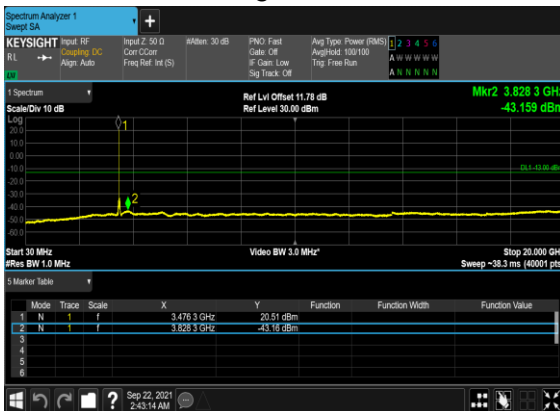 Spectrum Analyzer 1
Swept SA
+
KEYSIGHT Input: RF Input Z: 50 Ω #Atten: 30 dB PNO: Fast Avg Type: Power (RMS) 1 2 3 4 5 6
RL Coupling: DC Corr CCorr Gate: Off Avg|Hold: 100/100 A W W W W W
Align: Auto Freq Ref: Int (S) IF Gain: Low Trig: Free Run
LV Sig Track: Off A N N N N N
1 Spectrum Ref Lvl Offset 11.78 dB Mkr2 3.828 3 GHz
Scale/Div 10 dB Ref Level 30.00 dBm -43.159 dBm
Log
1
20.0
10.0
0.00
-10.0 DL1 -13.00 dBm
-20.0
-30.0
2
-40.0
-50.0
-60.0
Start 30 MHz Video BW 3.0 MHz* Stop 20.000 GHz
#Res BW 1.0 MHz Sweep ~38.3 ms (40001 pts)
5 Marker Table
Mode Trace Scale X Y Function Function Width Function Value
1 N 1 f 3.476 3 GHz 20.51 dBm
2 N 1 f 3.828 3 GHz -43.16 dBm
3
4
5
6
? Sep 22, 2021
2:43:14 AM